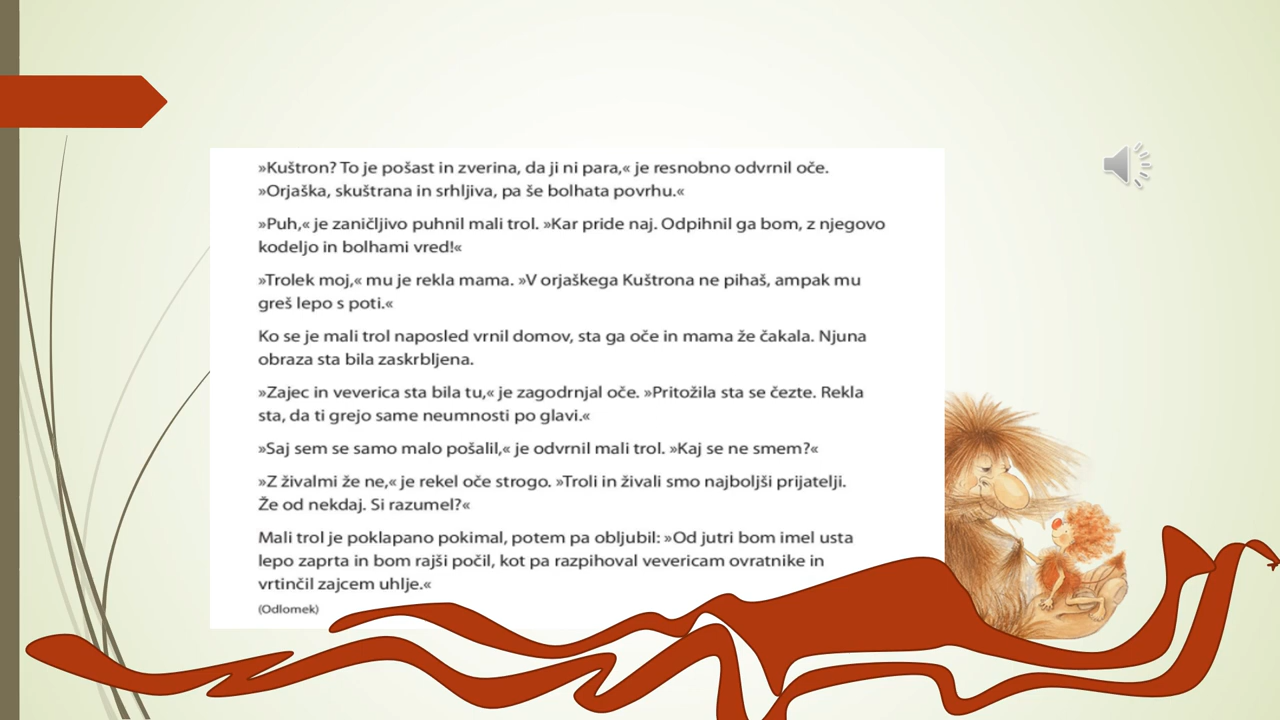 »Kuštron? To je pošast in zverina, da ji ni para,« je resnobno odvrnil oče.
»Orjaška, skuštrana in srhljiva, pa še bolhata povrhu.«
»Puh,« je zaničljivo puhnil mali trol. »Kar pride naj. Odpihnil ga bom, z njegovo
kodeljo in bolhami vred!«
»Trolek moj,« mu je rekla mama. »V orjaškega Kuštrona ne pihaš, ampak mu
greš lepo s poti.«
Ko se je mali trol naposled vrnil domov, sta ga oče in mama že čakala. Njuna
obraza sta bila zaskrbljena.
»Zajec in veverica sta bila tu,« je zagodrnjal oče. »Pritožila sta se čezte. Rekla
sta, da ti grejo same neumnosti po glavi.«
»Saj sem se samo malo pošalil,« je odvrnil mali trol. »Kaj se ne smem?«
»Z živalmi že ne,« je rekel oče strogo. »Troli in živali smo najboljši prijatelji.
Že od nekdaj. Si razumel?«
Mali trol je poklapano pokimal, potem pa obljubil: »Od jutri bom imel usta
lepo zaprta in bom rajši počil, kot pa razpihoval vevericam ovratnike in
vrtinčil zajcem uhlje.«
(Odlomek)